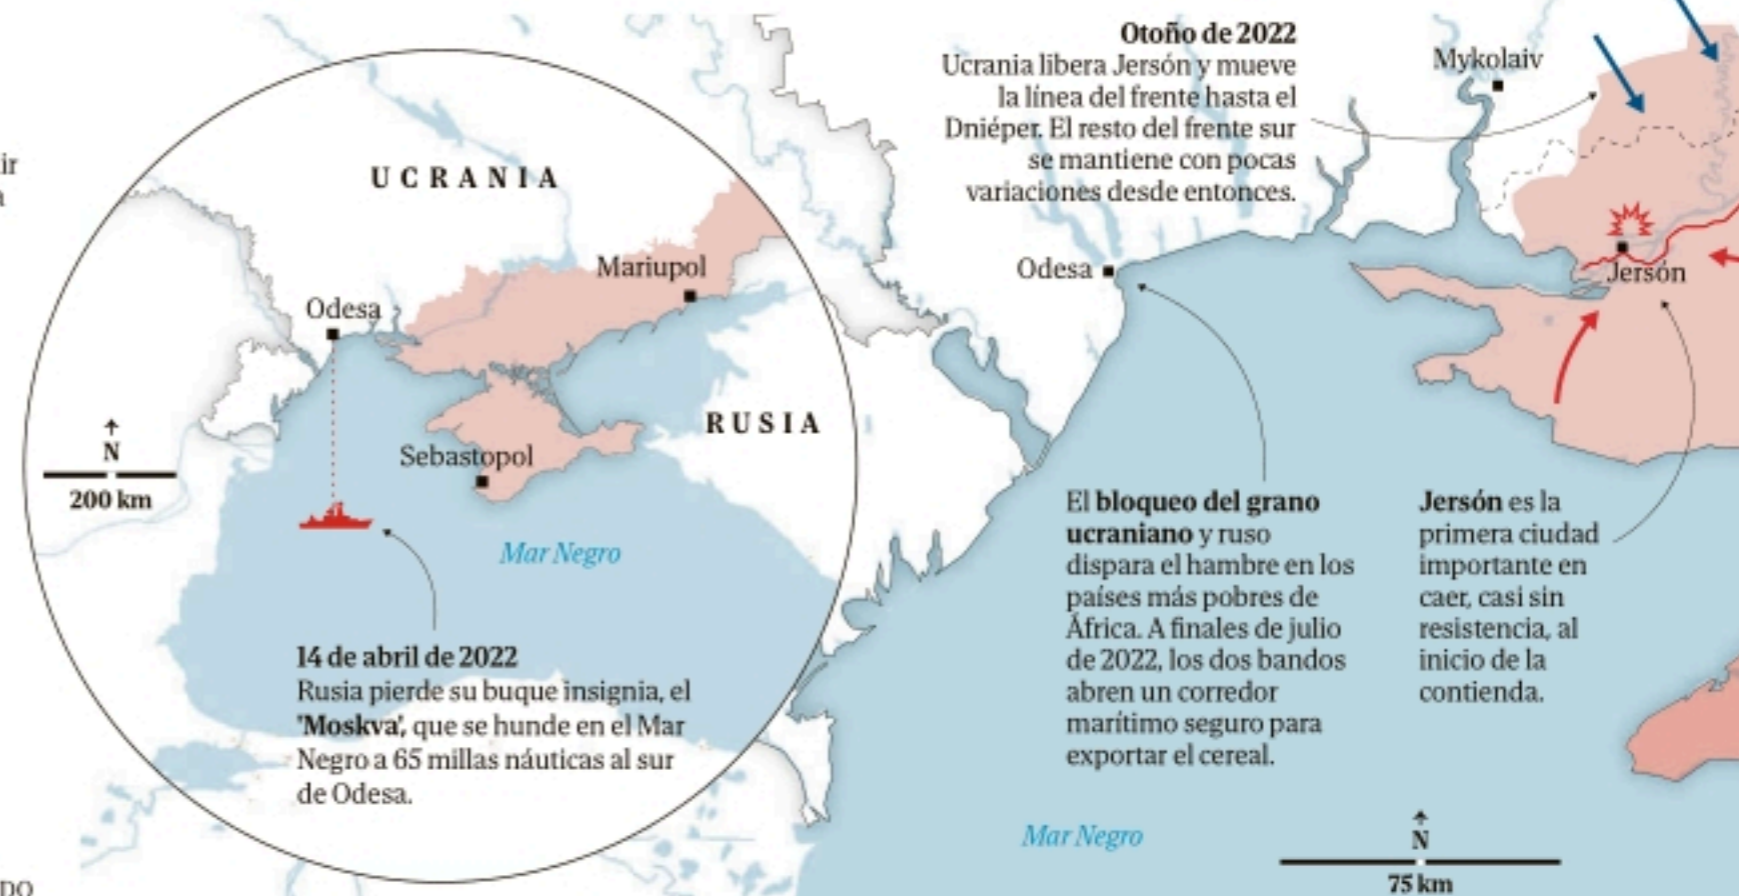 ir
a
UCRANIA
Mariupol
Odesa
RUSIA
Sebastopol
N
200 km
Mar Negro
14 de abril de 2022
Rusia pierde su buque insignia, el
'Moskva', que se hunde en el Mar
Negro a 65 millas náuticas al sur
de Odesa.
po
Otoño de 2022
Ucrania libera Jersón y mueve
la línea del frente hasta el
Dniéper. El resto del frente sur
se mantiene con pocas
variaciones desde entonces.
Mykolaiv
Odesa
Jersón
El bloqueo del grano
ucraniano y ruso
dispara el hambre en los
países más pobres de
África. A finales de julio
de 2022, los dos bandos
abren un corredor
marítimo seguro para
exportar el cereal.
Jersón es la
primera ciudad
importante en
caer, casi sin
resistencia, al
inicio de la
contienda.
Mar Negro
N
75 km